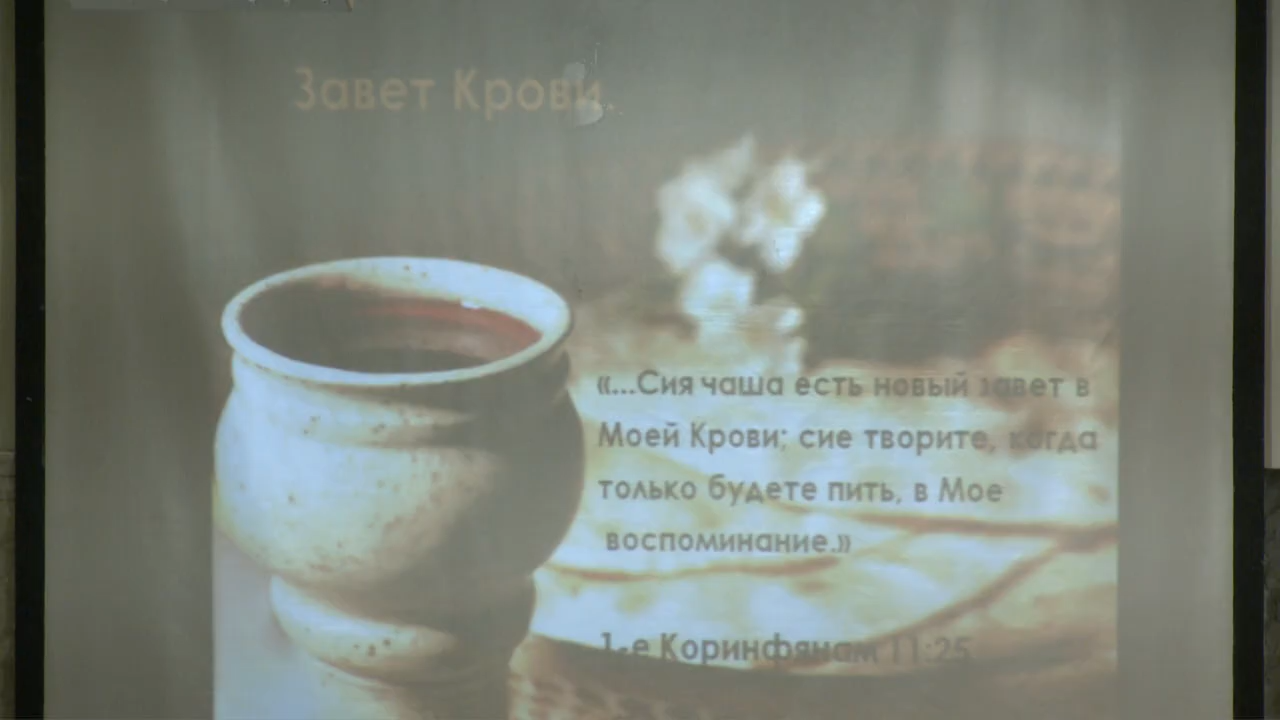 Завет Крови
«...Сия чаша есть новый завет в
Моей Крови; сие творите, когда
только будете пить, в Мое
воспоминание.»
1-е Коринфянам 11:25